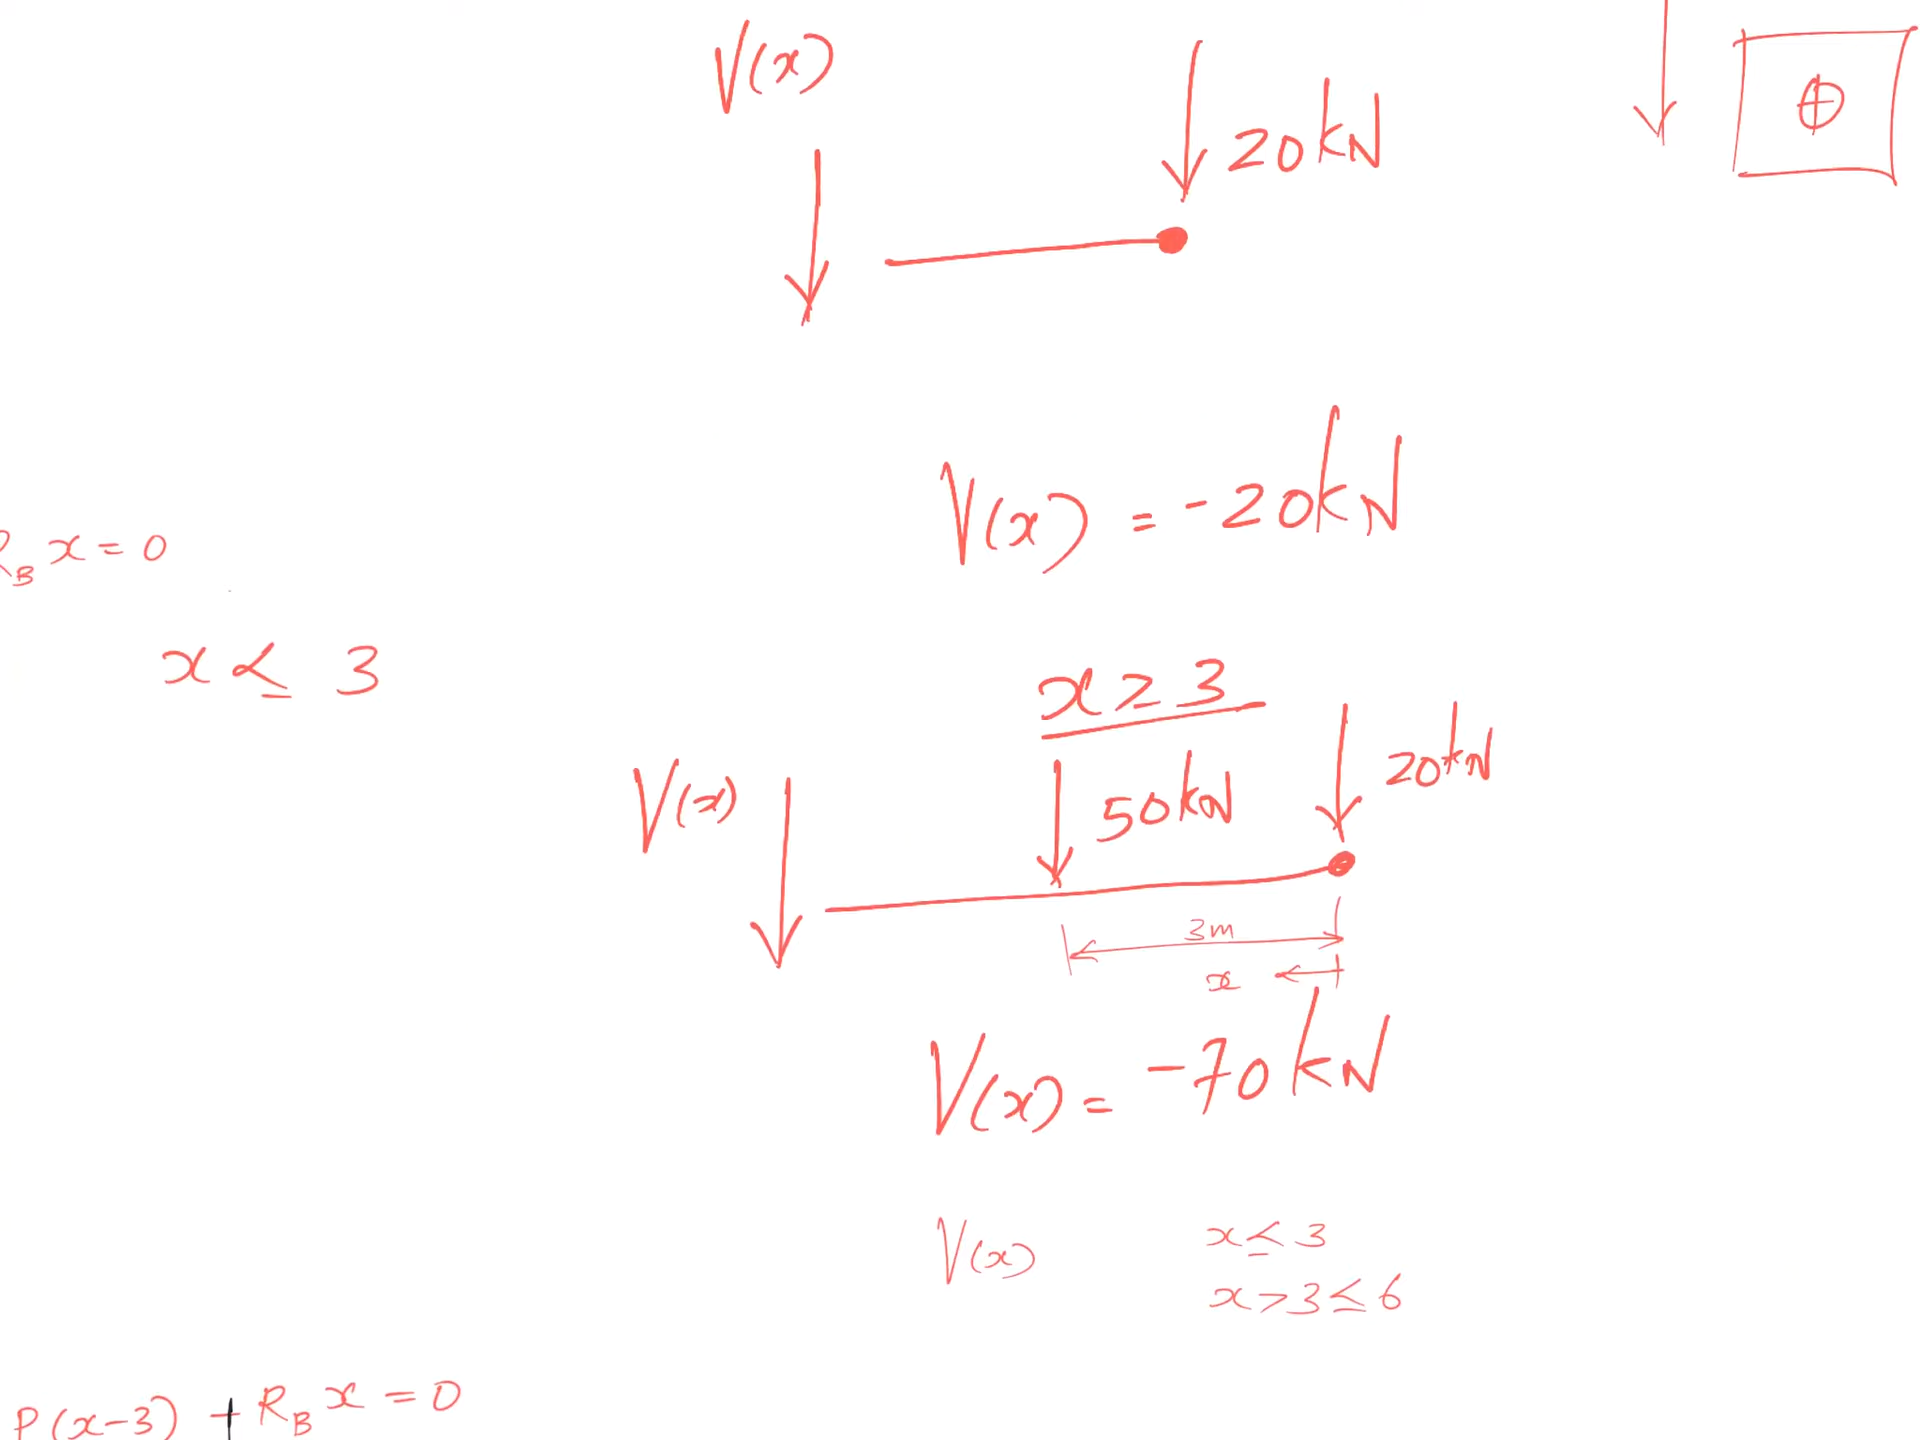 V(x)
20kN
⊕
V(x) = -20kN
R_B x = 0
x ≤ 3
x ≥ 3
V(x)
50kN
20kN
3m
x
V(x) = -70kN
V(x)
x ≤ 3
x > 3 ≤ 6
P(x-3) + R_B x = 0